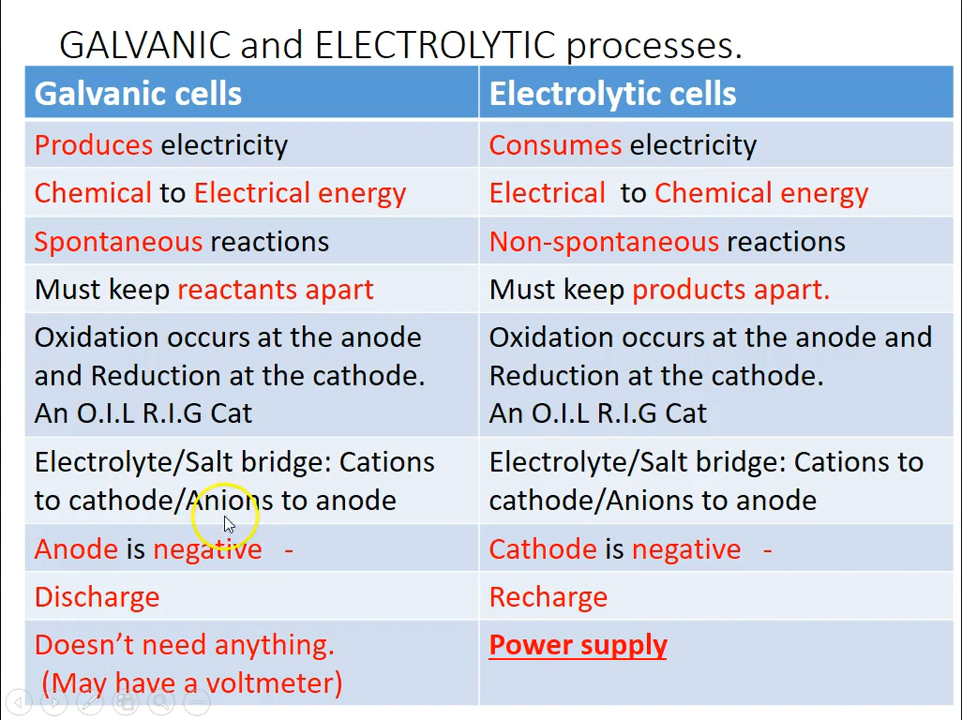 GALVANIC and ELECTROLYTIC processes.
Galvanic cells
Electrolytic cells
Produces electricity
Consumes electricity
Chemical to Electrical energy
Electrical to Chemical energy
Spontaneous reactions
Non-spontaneous reactions
Must keep reactants apart
Must keep products apart.
Oxidation occurs at the anode
and Reduction at the cathode.
An O.I.L R.I.G Cat
Oxidation occurs at the anode and
Reduction at the cathode.
An O.I.L R.I.G Cat
Electrolyte/Salt bridge: Cations
to cathode/Anions to anode
Electrolyte/Salt bridge: Cations to
cathode/Anions to anode
Anode is negative -
Cathode is negative -
Discharge
Recharge
Doesn’t need anything.
(May have a voltmeter)
Power supply